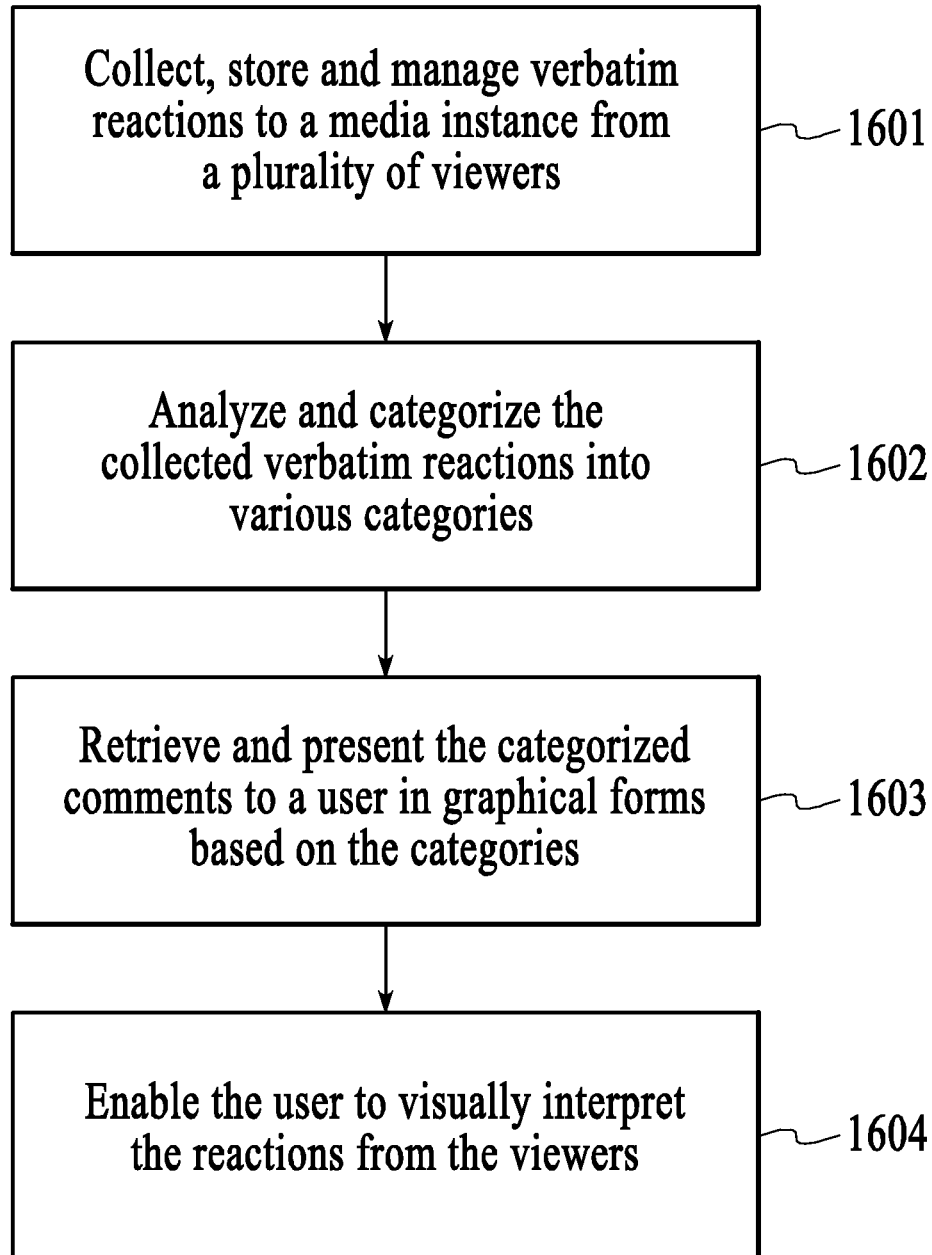 Collect, store and manage verbatim
reactions to a media instance from
a plurality of viewers
1601
Analyze and categorize the
collected verbatim reactions into
various categories
1602
Retrieve and present the categorized
comments to a user in graphical forms
based on the categories
1603
Enable the user to visually interpret
the reactions from the viewers
1604